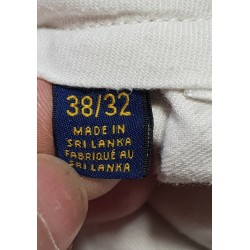 38/32
MADE IN
SRI LANKA
FABRIQUÉ AU
SRI LANKA